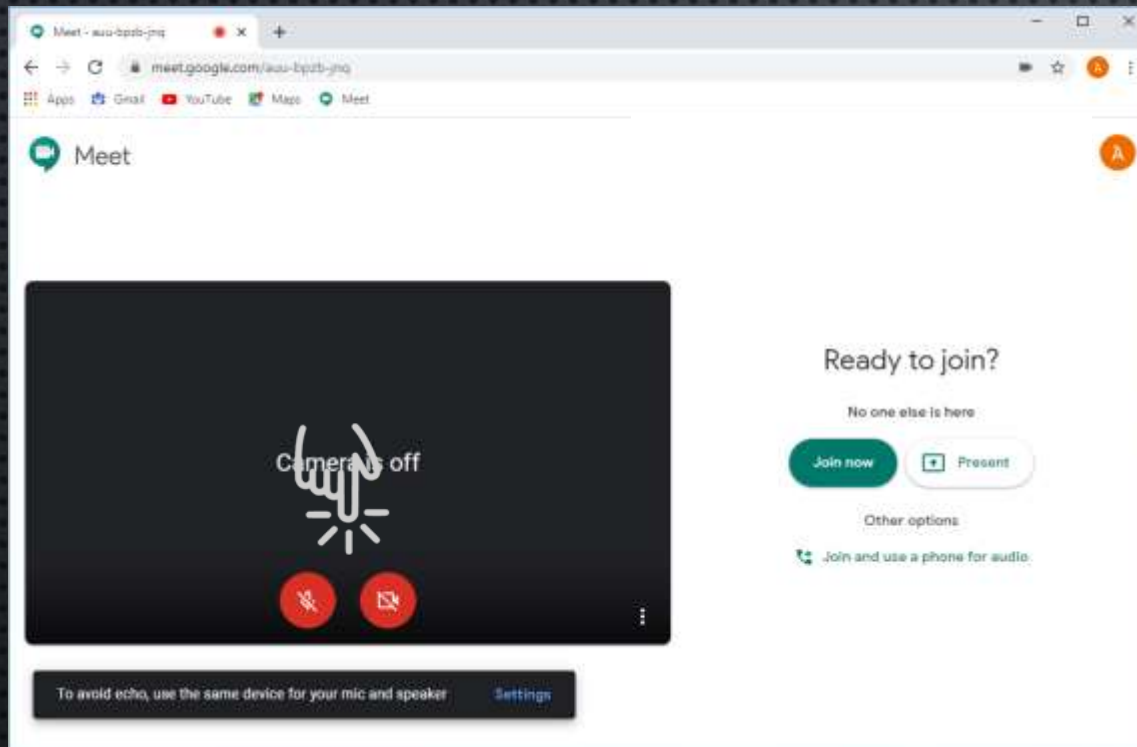 Meet - auu-bpzb-jnq
meet.google.com/auu-bpzb-jnq
Apps Gmail YouTube Maps Meet
Meet
A
A
Camera is off
Ready to join?
No one else is here
Join now
Present
Other options
Join and use a phone for audio
To avoid echo, use the same device for your mic and speaker Settings